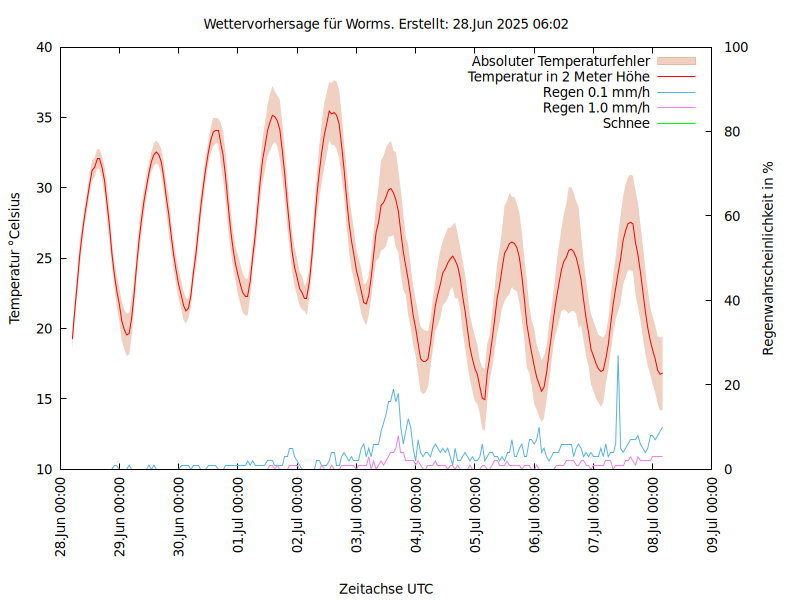 Wettervorhersage für Worms. Erstellt: 28.Jun 2025 06:02
Absoluter Temperaturfehler
Temperatur in 2 Meter Höhe
Regen 0.1 mm/h
Regen 1.0 mm/h
Schnee
Temperatur °Celsius
40
35
30
25
20
15
10
Regenwahrscheinlichkeit in %
100
80
60
40
20
0
28.Jun 00:00
29.Jun 00:00
30.Jun 00:00
01.Jul 00:00
02.Jul 00:00
03.Jul 00:00
04.Jul 00:00
05.Jul 00:00
06.Jul 00:00
07.Jul 00:00
08.Jul 00:00
09.Jul 00:00
Zeitachse UTC